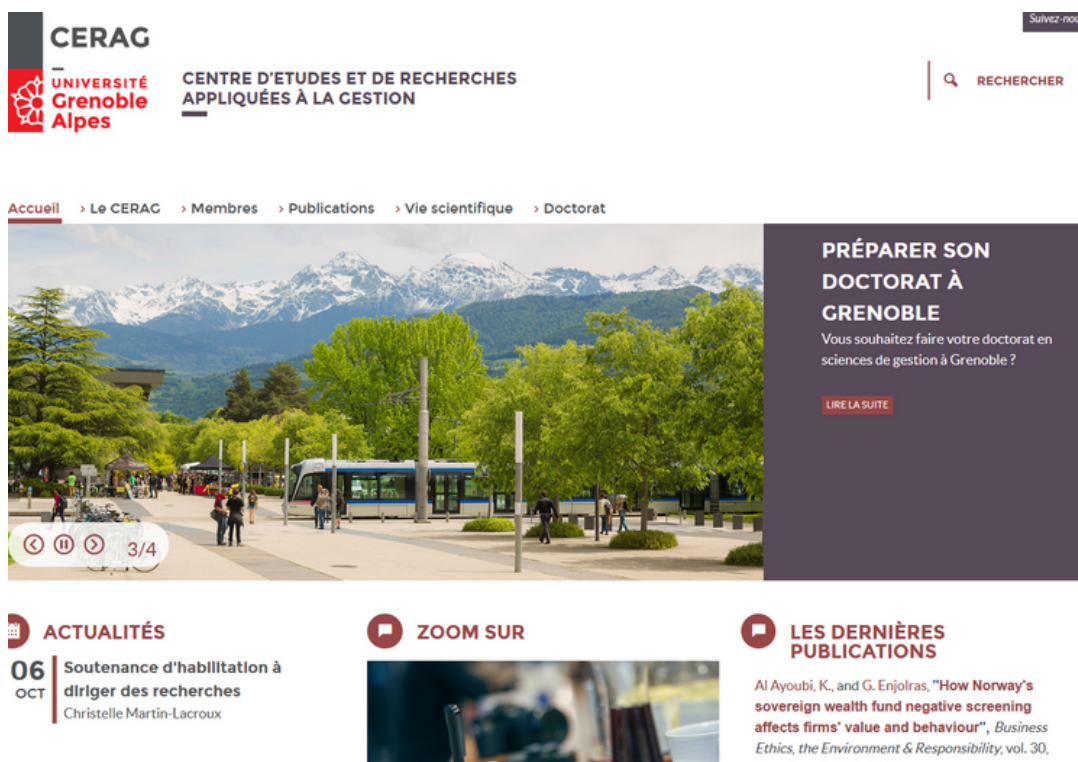 CERAG
UNIVERSITÉ
Grenoble
Alpes
CENTRE D'ETUDES ET DE RECHERCHES
APPLIQUÉES À LA GESTION
Suivez-nou
RECHERCHER
Accueil > Le CERAG > Membres > Publications > Vie scientifique > Doctorat
PRÉPARER SON
DOCTORAT À
GRENOBLE
Vous souhaitez faire votre doctorat en
sciences de gestion à Grenoble ?
LIRE LA SUITE
3/4
ACTUALITÉS
06
OCT
Soutenance d'habilitation à
diriger des recherches
Christelle Martin-Lacroux
ZOOM SUR
LES DERNIÈRES
PUBLICATIONS
Al Ayoubi, K., and G. Enjolras, "How Norway's
sovereign wealth fund negative screening
affects firms' value and behaviour", Business
Ethics, the Environment & Responsibility, vol. 30,